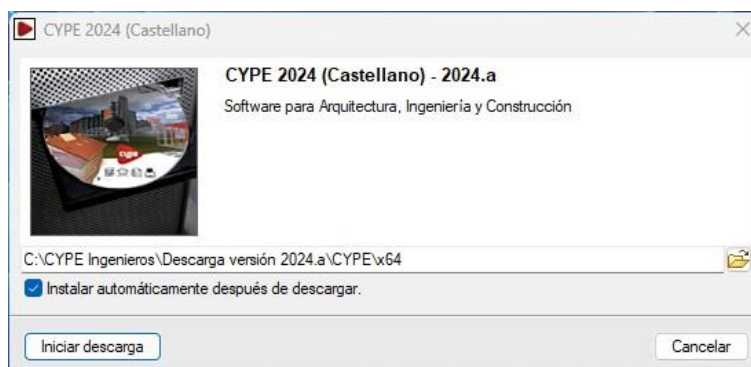 CYPE 2024 (Castellano)
CYPE 2024 (Castellano) - 2024.a
Software para Arquitectura, Ingeniería y Construcción
cype
C:\CYPE Ingenieros\Descarga versión 2024.a\CYPE\x64
Instalar automáticamente después de descargar.
Iniciar descarga
Cancelar